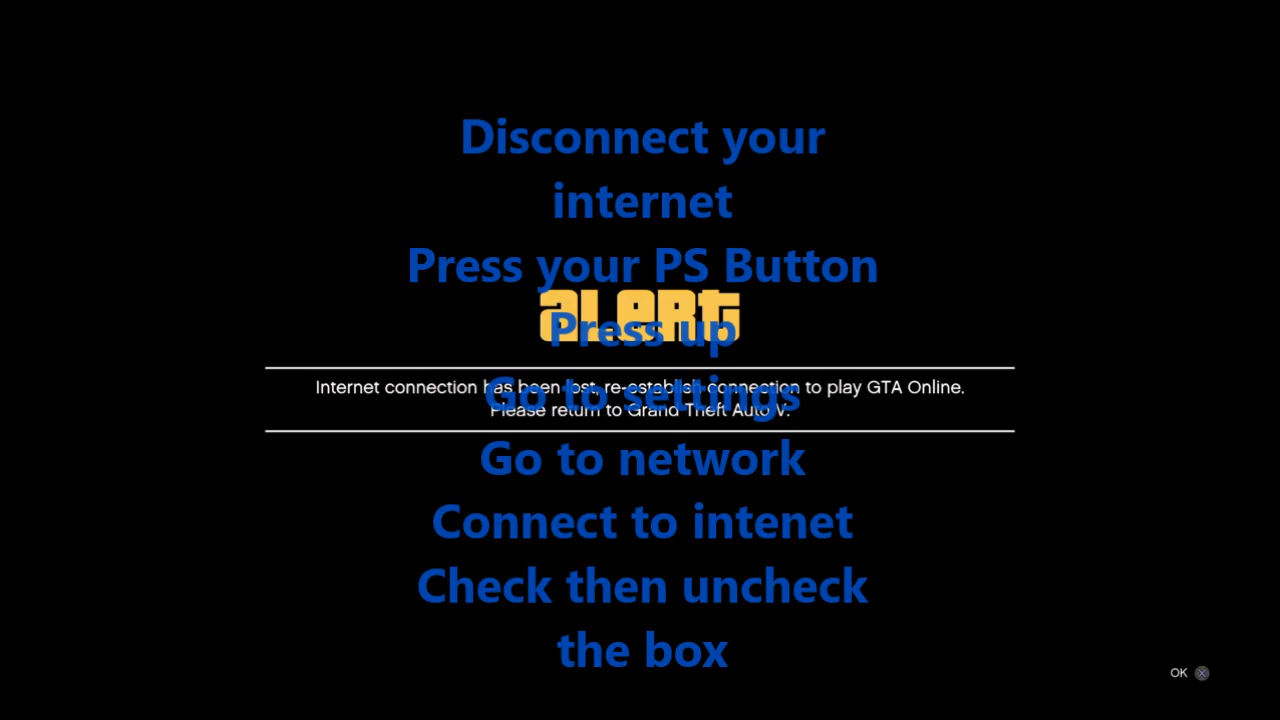 Disconnect your
internet
Press your PS Button
alert
Press up
Internet connection has been lost, re-establish connection to play GTA Online.
Go to settings
Please return to Grand Theft Auto V.
Go to network
Connect to intenet
Check then uncheck
the box
OK